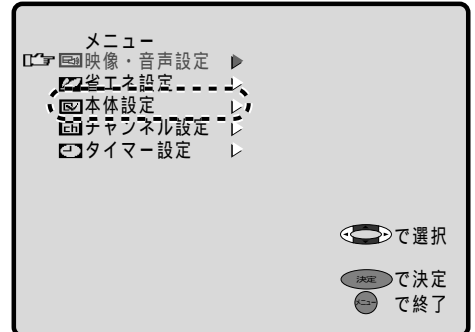 メニュー
映像・音声設定
省エネ設定
本体設定
チャンネル設定
タイマー設定
で選択
決定 で決定
メニュー で終了